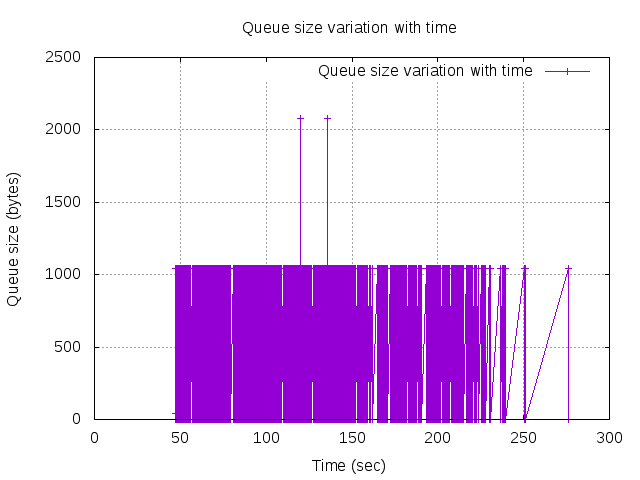 Queue size variation with time
Queue size variation with time
2500
2000
1500
1000
500
0
Queue size (bytes)
0 50 100 150 200 250 300
Time (sec)